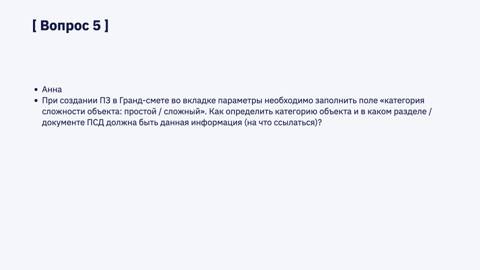 [ Вопрос 5 ]
• Анна
• При создании ПЗ в Гранд-смете во вкладке параметры необходимо заполнить поле «категория
сложности объекта: простой / сложный». Как определить категорию объекта и в каком разделе /
документе ПСД должна быть данная информация (на что ссылаться)?